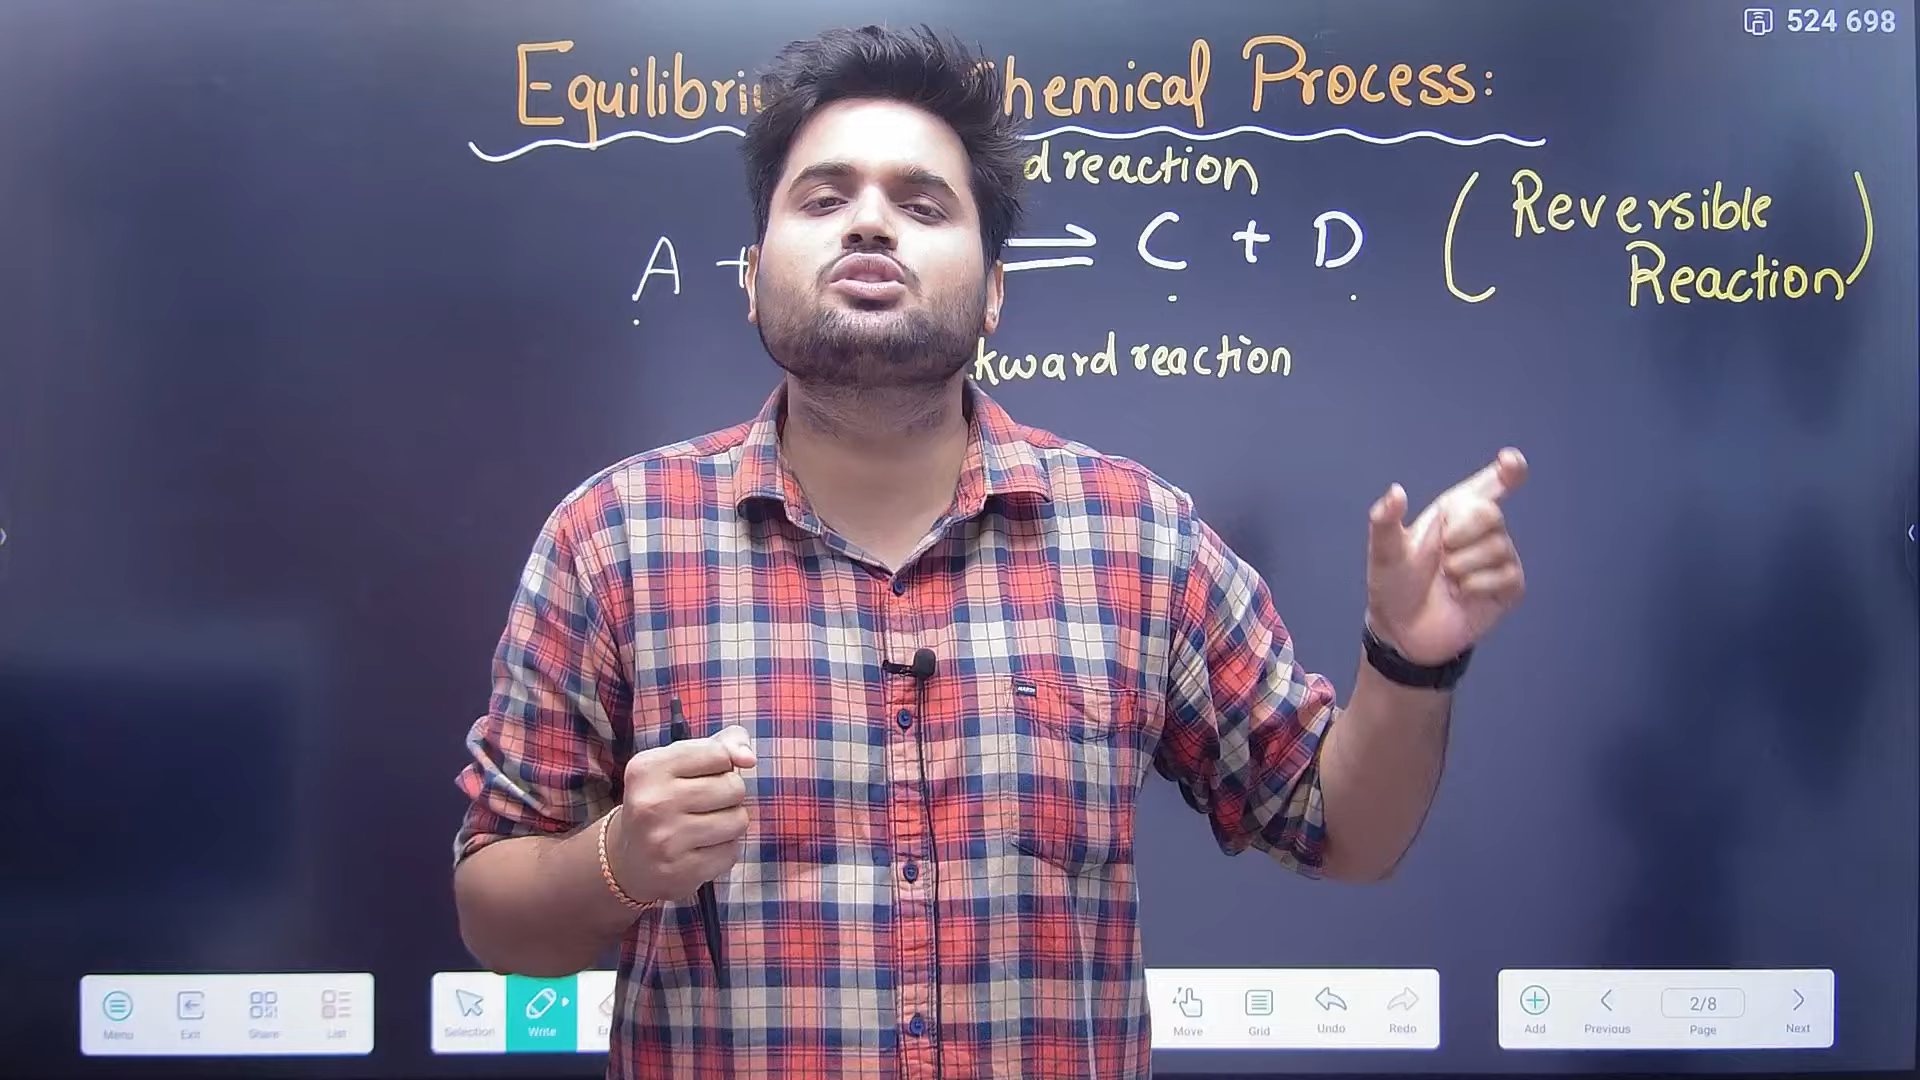 524 698
Equilibri hemical Process:
d reaction
A + ⇌ C + D (Reversible
Reaction)
kward reaction
Menu Exit Share List Selection Write Move Grid Undo Redo Add Previous 2/8 Page Next